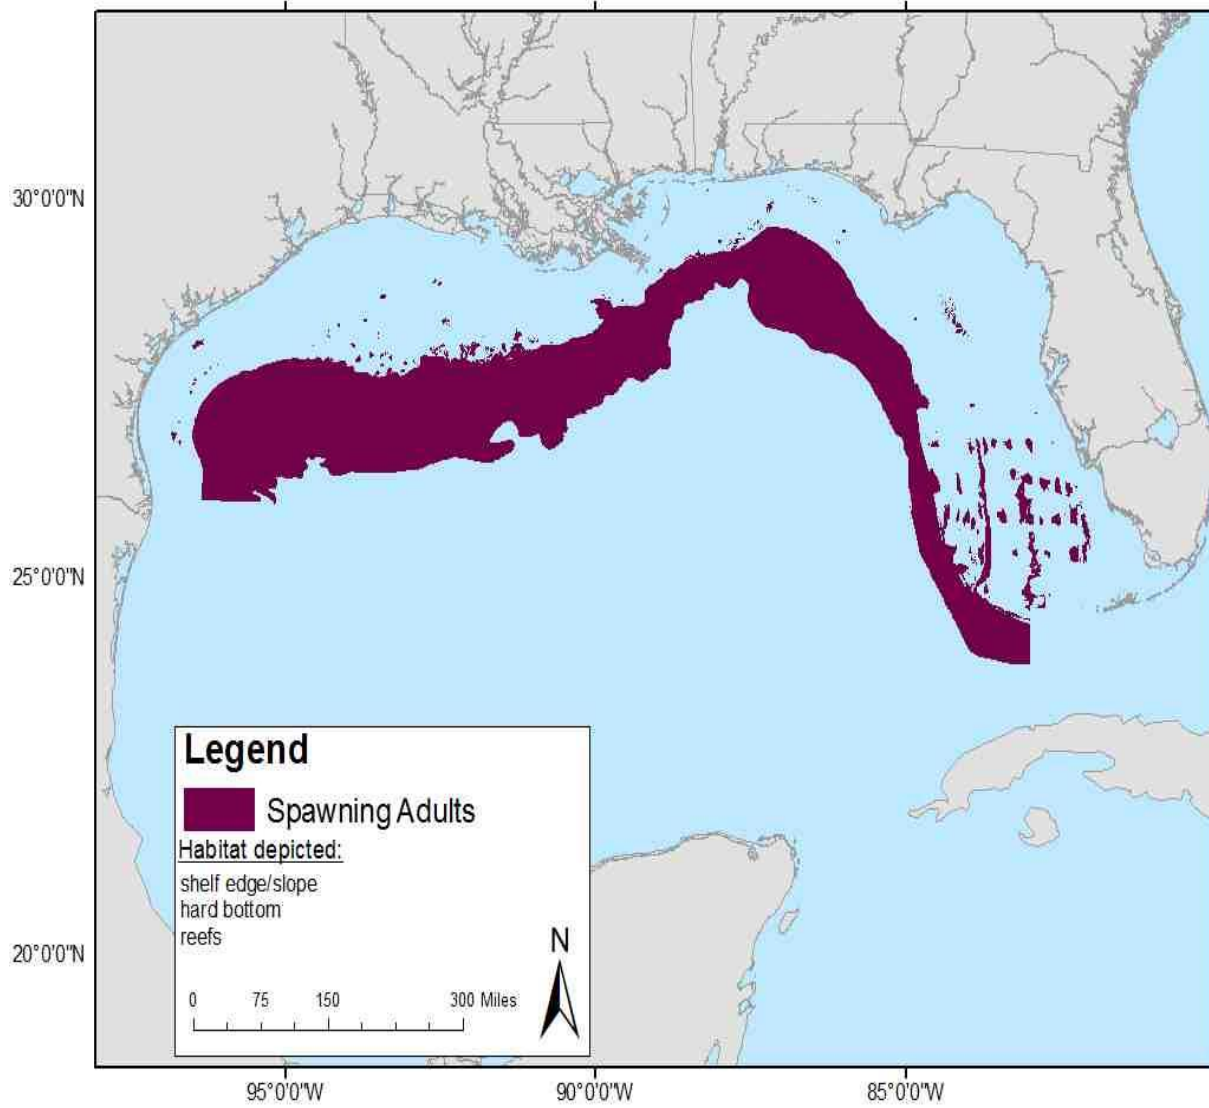 30°0'0"N
25°0'0"N
20°0'0"N
Legend
Spawning Adults
Habitat depicted:
shelf edge/slope
hard bottom
reefs
N
0 75 150 300 Miles
95°0'0"W 90°0'0"W 85°0'0"W